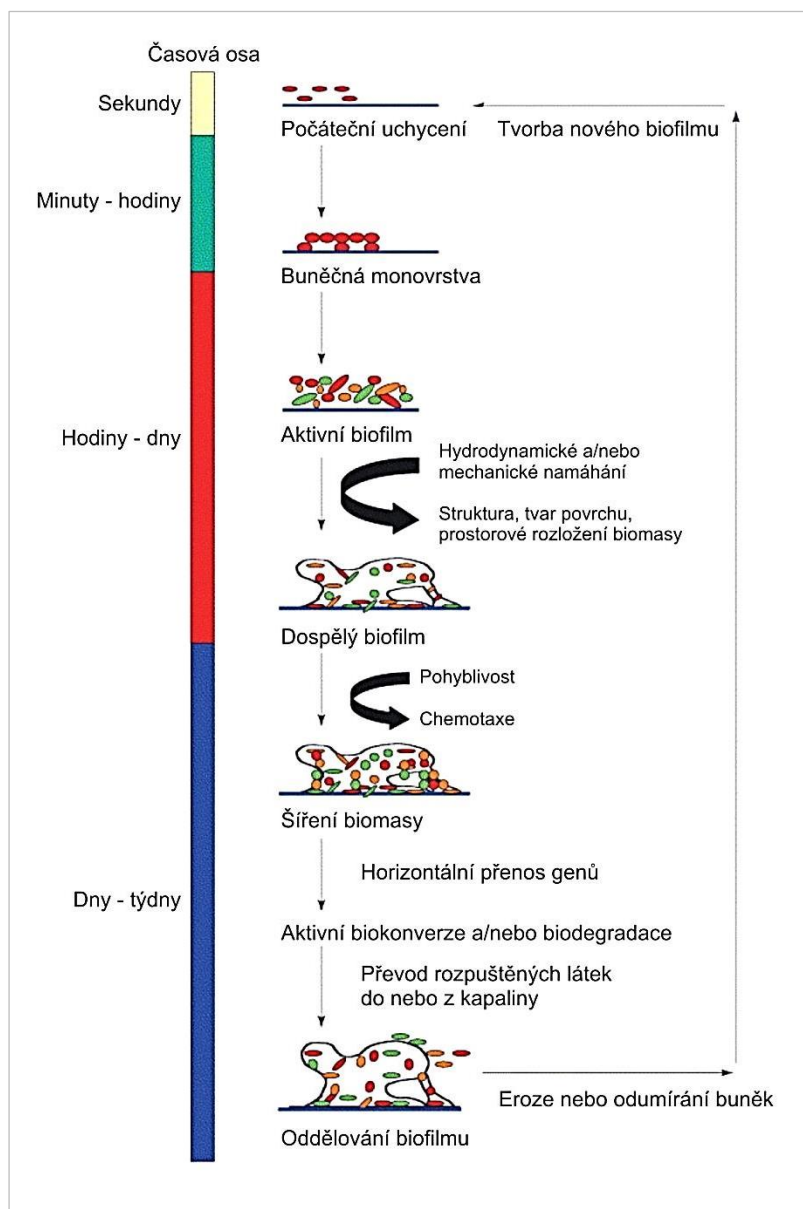 Časová osa
Sekundy
Počáteční uchycení
Tvorba nového biofilmu
Minuty - hodiny
Buněčná monovrstva
Aktivní biofilm
Hodiny - dny
Hydrodynamické a/nebo
mechanické namáhání
Struktura, tvar povrchu,
prostorové rozložení biomasy
Dospělý biofilm
Pohyblivost
Chemotaxe
Šíření biomasy
Horizontální přenos genů
Dny - týdny
Aktivní biokonverze a/nebo biodegradace
Převod rozpuštěných látek
do nebo z kapaliny
Eroze nebo odumírání buněk
Oddělování biofilmu